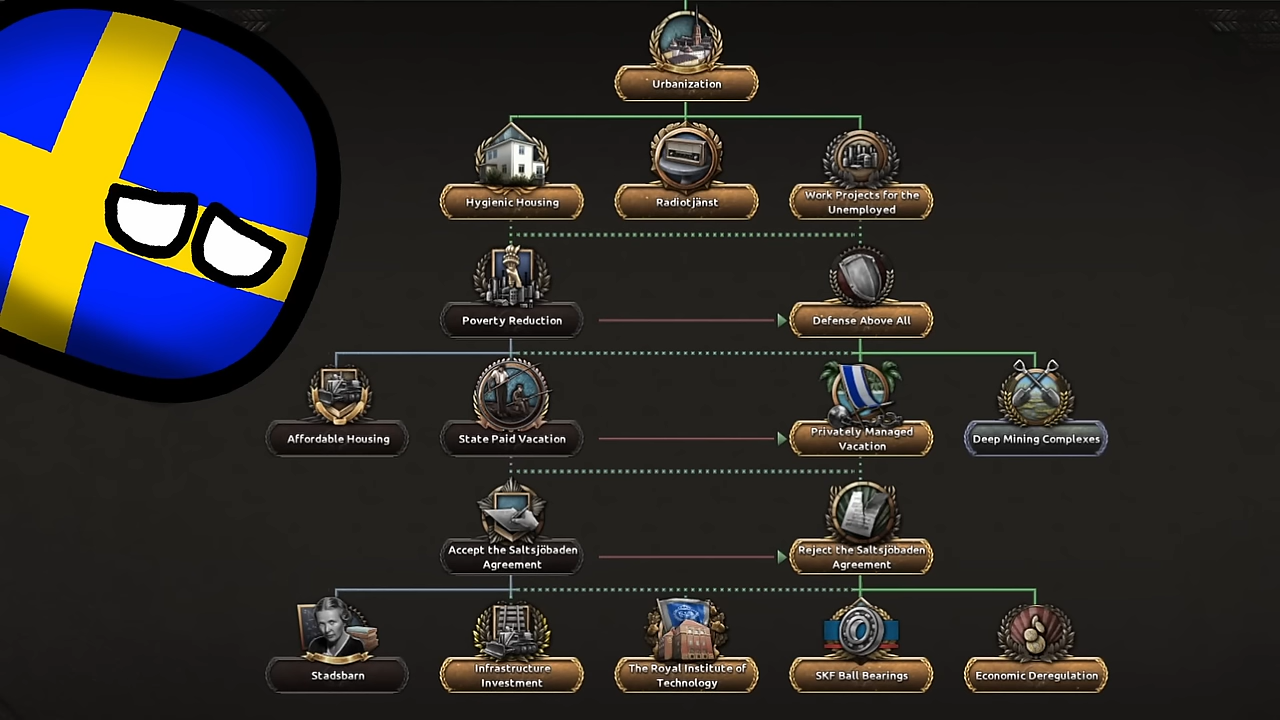 Urbanization
Hygienic Housing
Radiotjänst
Work Projects for the
Unemployed
Poverty Reduction
Defense Above All
Affordable Housing
State Paid Vacation
Privately Managed
Vacation
Deep Mining Complexes
Accept the Saltsjöbaden
Agreement
Reject the Saltsjöbaden
Agreement
Stadsbarn
Infrastructure
Investment
The Royal Institute of
Technology
SKF Ball Bearings
Economic Deregulation